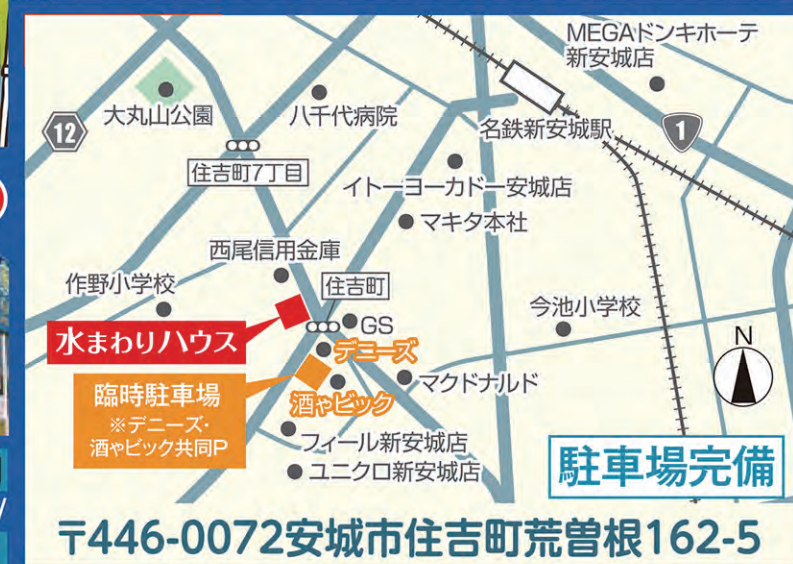 MEGAドンキホーテ
新安城店
大丸山公園
八千代病院
名鉄新安城駅
12
1
住吉町7丁目
イトーヨーカドー安城店
マキタ本社
西尾信用金庫
作野小学校
住吉町
今池小学校
GS
N
水まわりハウス
デニーズ
臨時駐車場
※デニーズ・
酒やビック共同P
マクドナルド
酒やビック
フィール新安城店
ユニクロ新安城店
駐車場完備
〒446-0072安城市住吉町荒曽根162-5